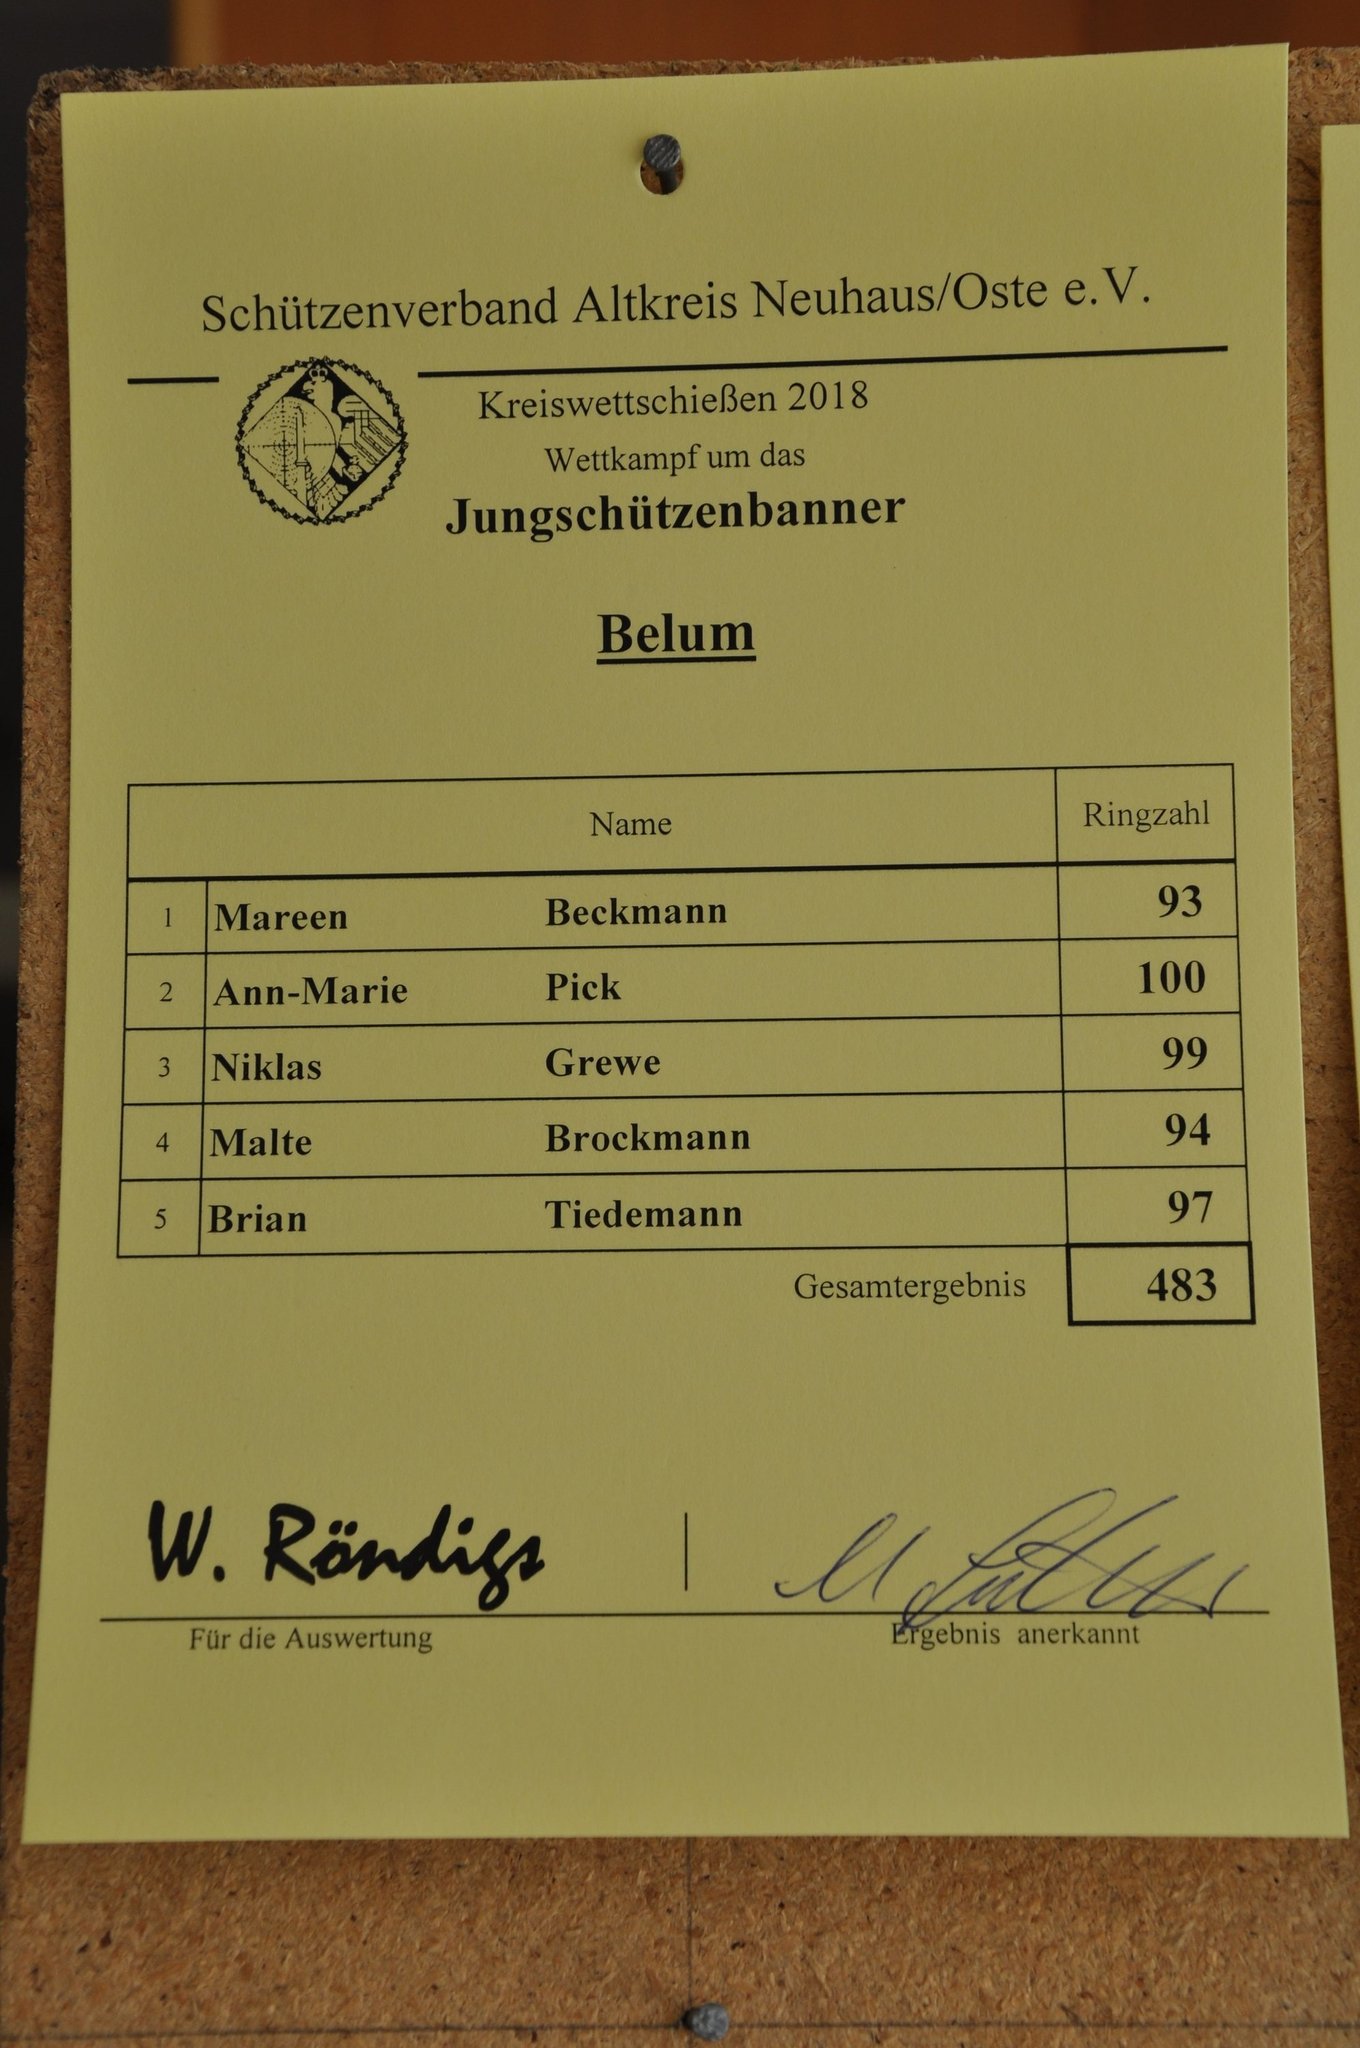 Schützenverband Altkreis Neuhaus/Oste e.V.
Kreiswettschießen 2018
Wettkampf um das
Jungschützenbanner
Belum
Name Ringzahl
1 Mareen Beckmann 93
2 Ann-Marie Pick 100
3 Niklas Grewe 99
4 Malte Brockmann 94
5 Brian Tiedemann 97
Gesamtergebnis 483
W. Röndigs
Für die Auswertung Ergebnis anerkannt